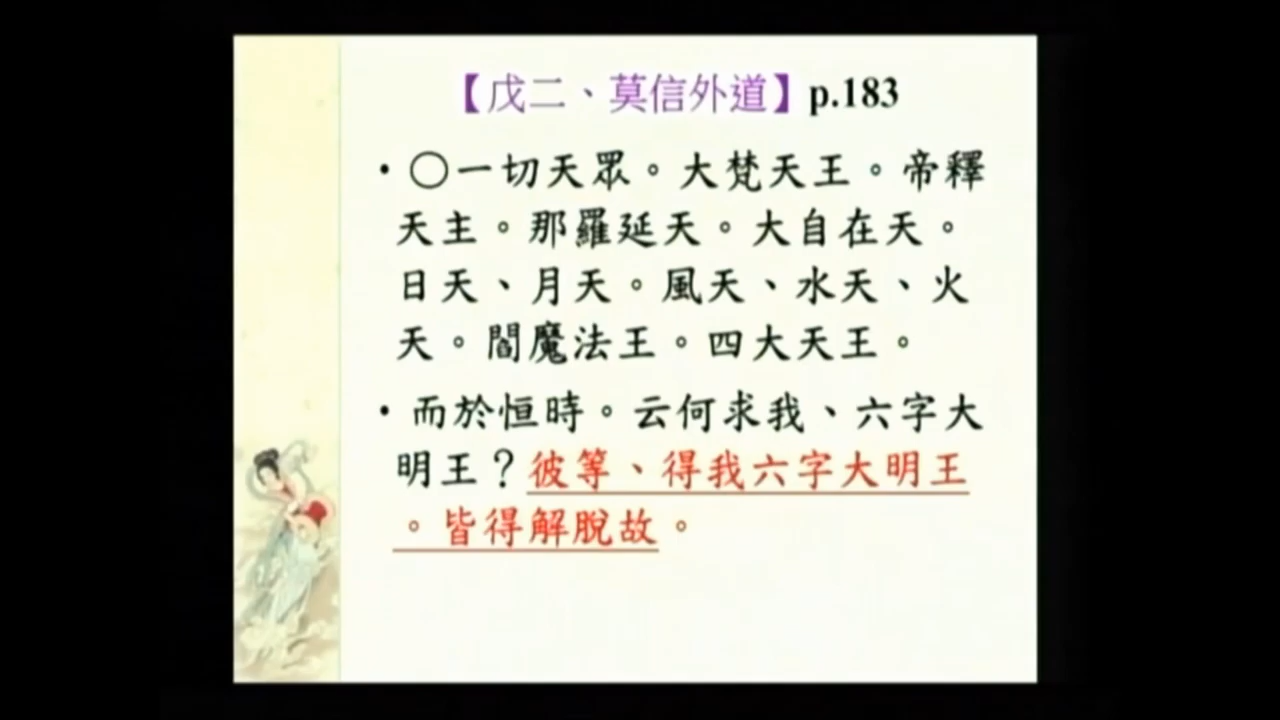 【戊二、莫信外道】p.183
•〇一切天眾。大梵天王。帝釋
天主。那羅延天。大自在天。
日天、月天。風天、水天、火
天。閻魔法王。四大天王。
•而於恒時。云何求我、六字大
明王？彼等、得我六字大明王
。皆得解脫故。